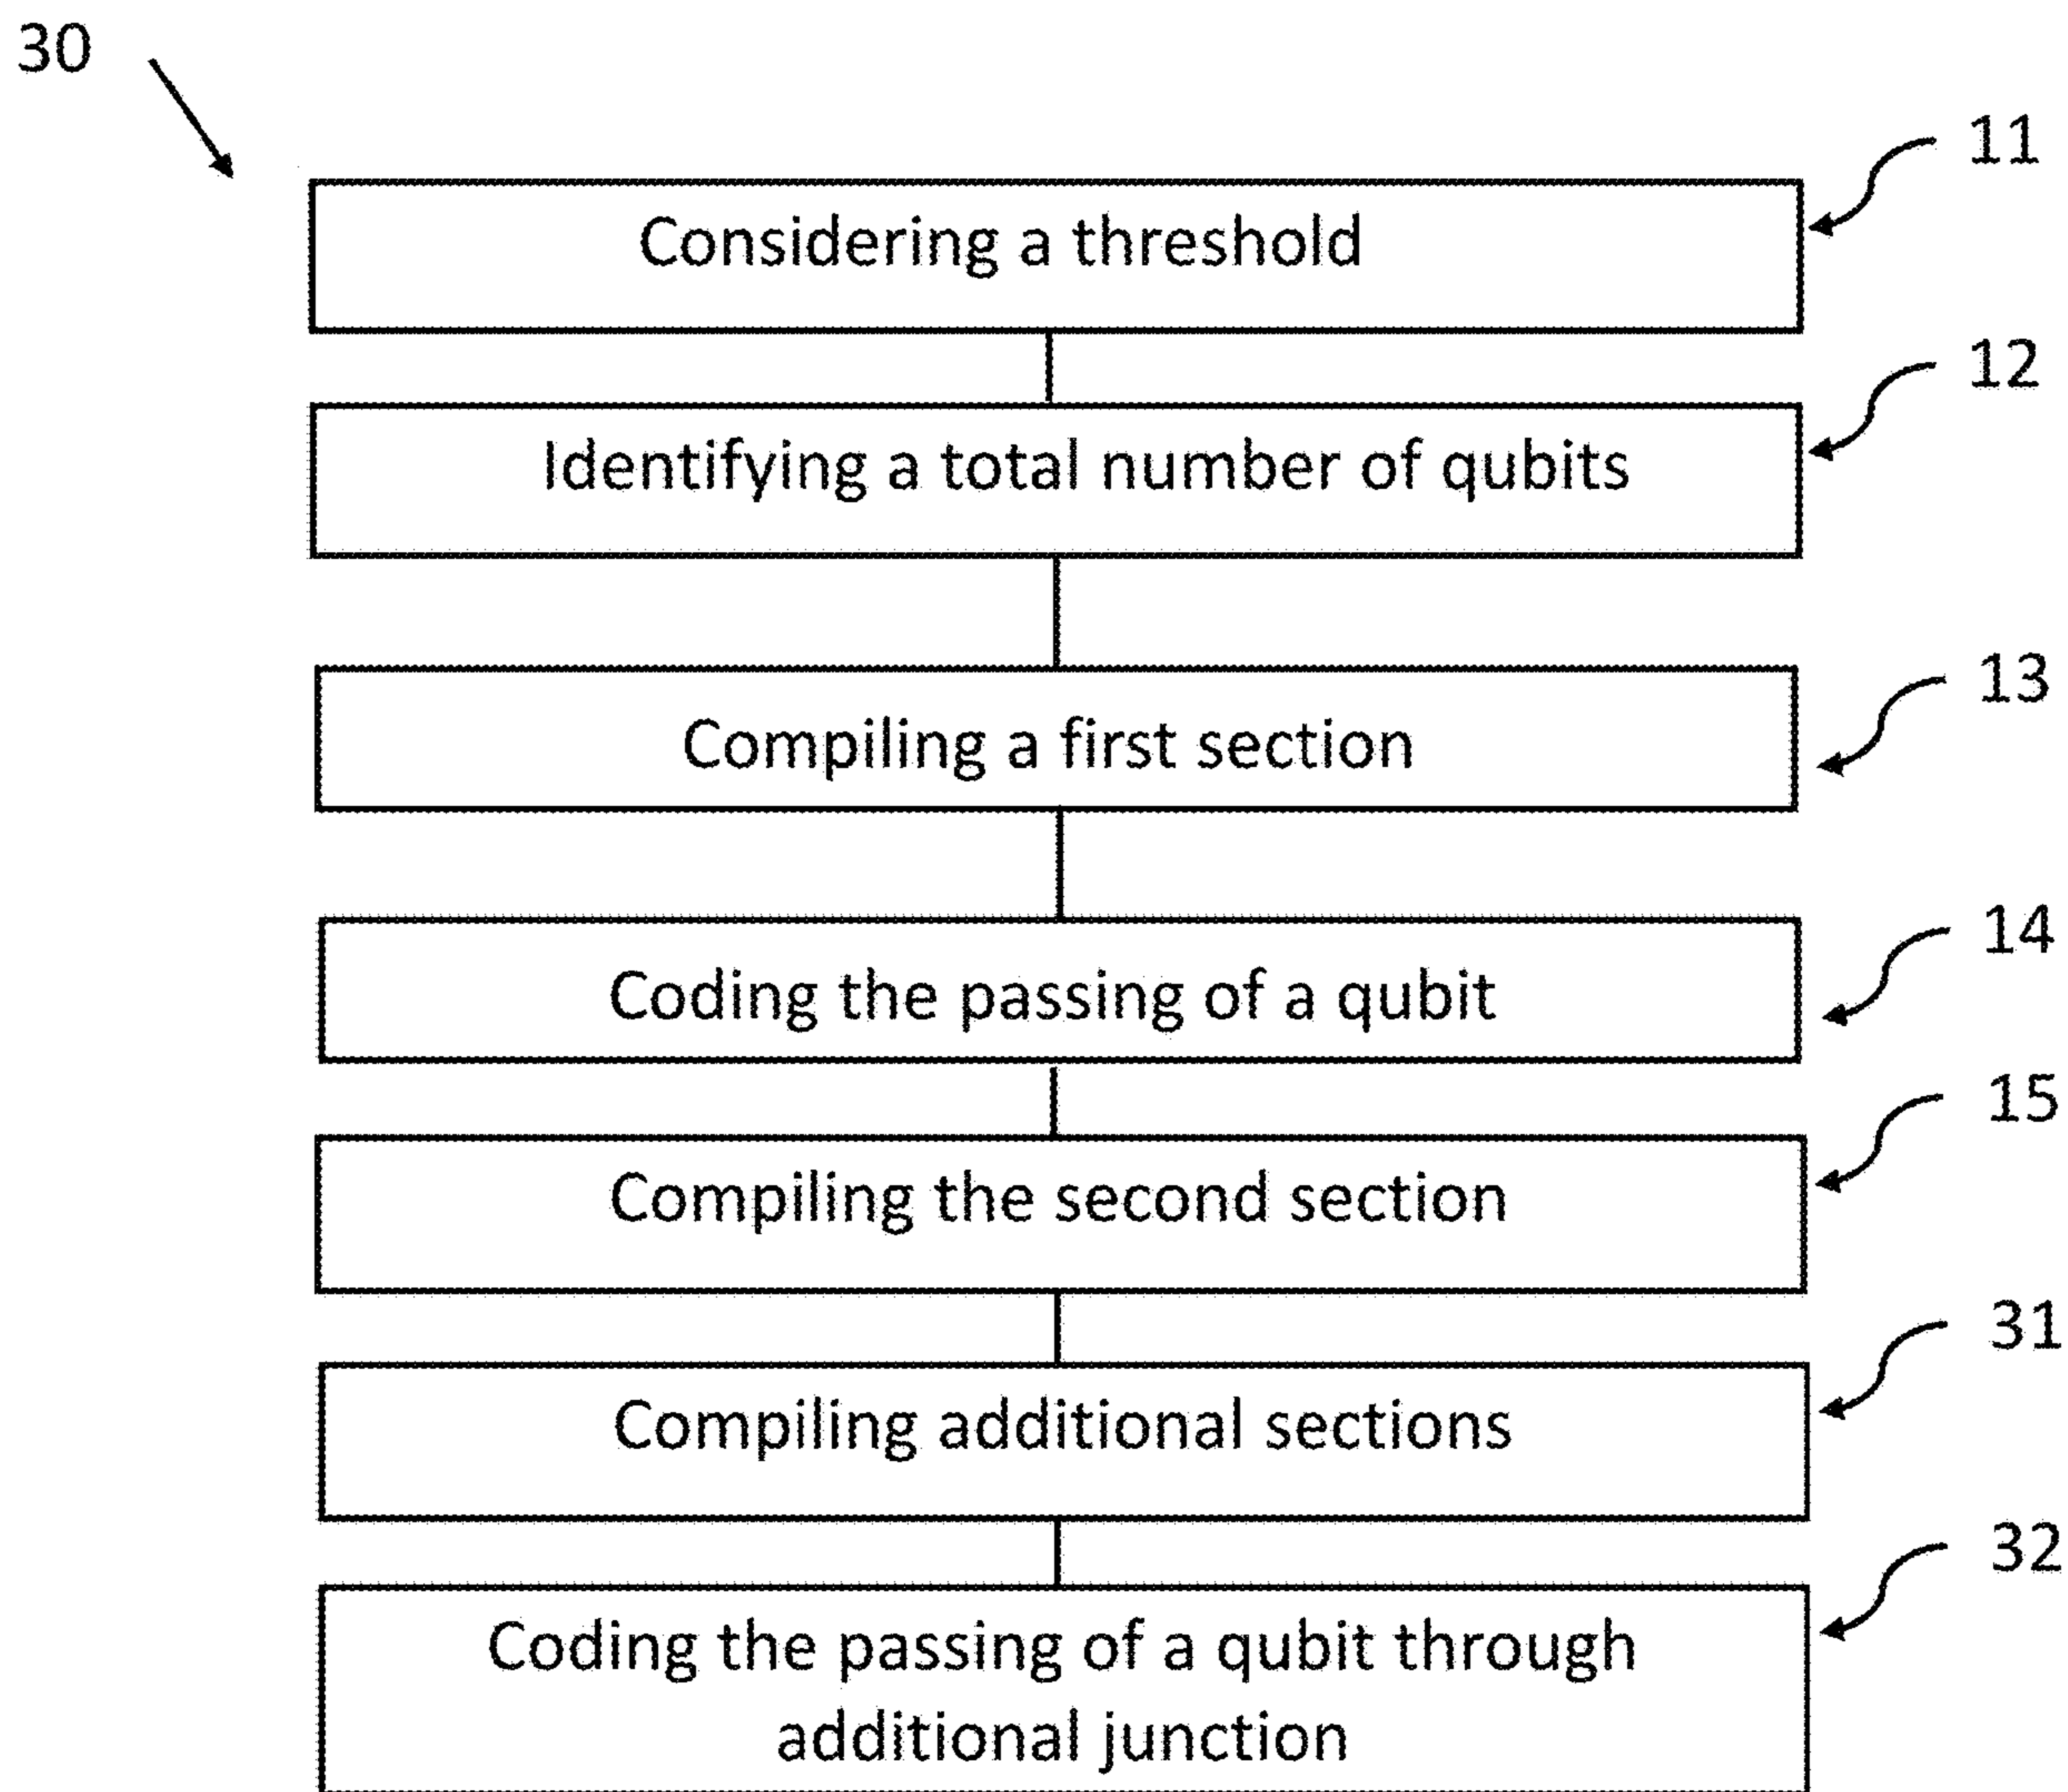 30
11
Considering a threshold
12
Identifying a total number of qubits
13
Compiling a first section
14
Coding the passing of a qubit
15
Compiling the second section
31
Compiling additional sections
32
Coding the passing of a qubit through
additional junction